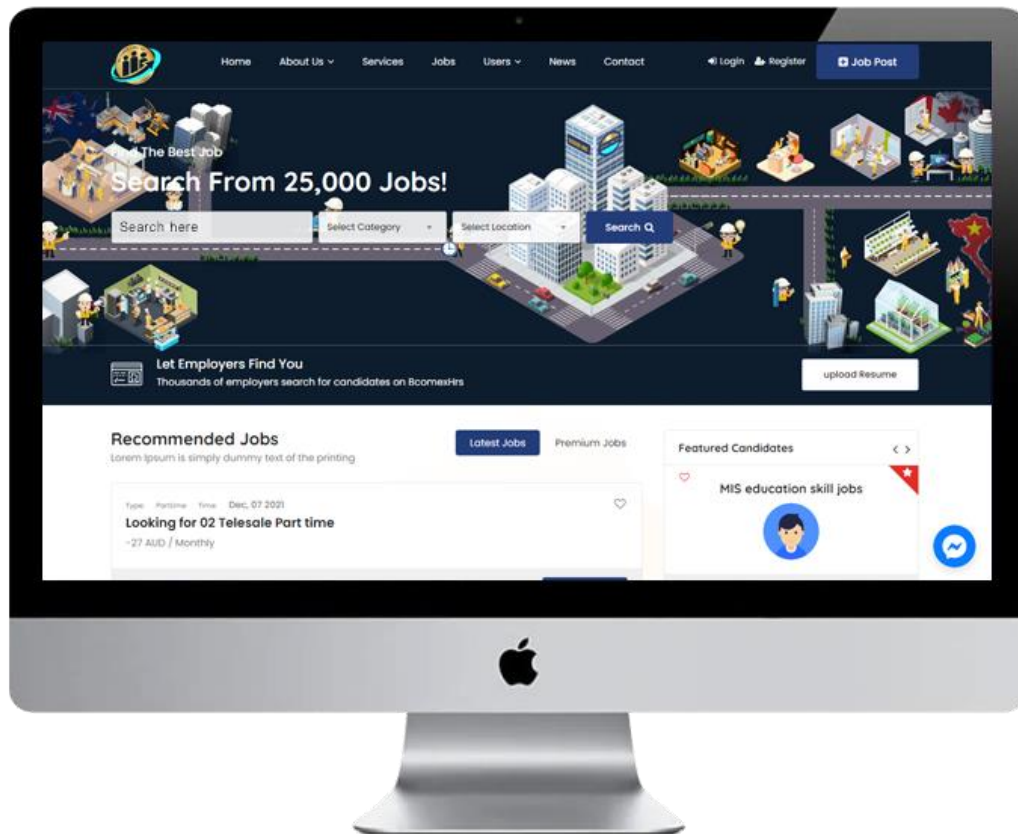 Home About Us Services Jobs Users News Contact Login Register Job Post
Find The Best Job
Search From 25,000 Jobs!
Search here Select Category Select Location Search
Let Employers Find You
Thousands of employers search for candidates on BcomexHrs
upload Resume
Recommended Jobs
Lorem Ipsum is simply dummy text of the printing
Latest Jobs Premium Jobs
Type: Partime Time: Dec, 07 2021
Looking for 02 Telesale Part time
-27 AUD / Monthly
Featured Candidates
MIS education skill jobs